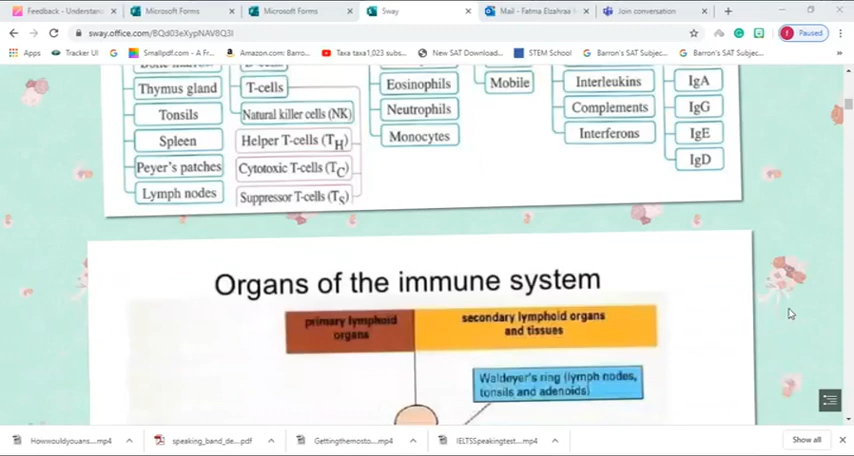 Feedback - Understan
Microsoft Forms
Microsoft Forms
Sway
Mail - Fatma Elzahraa
Join conversation
sway.office.com/8Qd03eXypNAV8Q3I
Paused
Apps
Tracker UI
Smallpdf.com - A Fr...
Amazon.com: Barro...
Taxa taxa1,023 subs...
New SAT Download...
STEM School
Barron's SAT Subjec...
Barron's SAT Subjec...
Thymus gland
Tonsils
Spleen
Peyer's patches
Lymph nodes
T-cells
Natural killer cells (NK)
Helper T-cells (TH)
Cytotoxic T-cells (TC)
Suppressor T-cells (TS)
Eosinophils
Neutrophils
Monocytes
Mobile
Interleukins
Complements
Interferons
IgA
IgG
IgE
IgD
Organs of the immune system
primary lymphoid
organs
secondary lymphoid organs
and tissues
Waldeyer's ring (lymph nodes,
tonsils and adenoids)
Howwouldyouans....mp4
speaking_band_de....pdf
Gettingthemosto....mp4
IELTSSpeakingtest....mp4
Show all